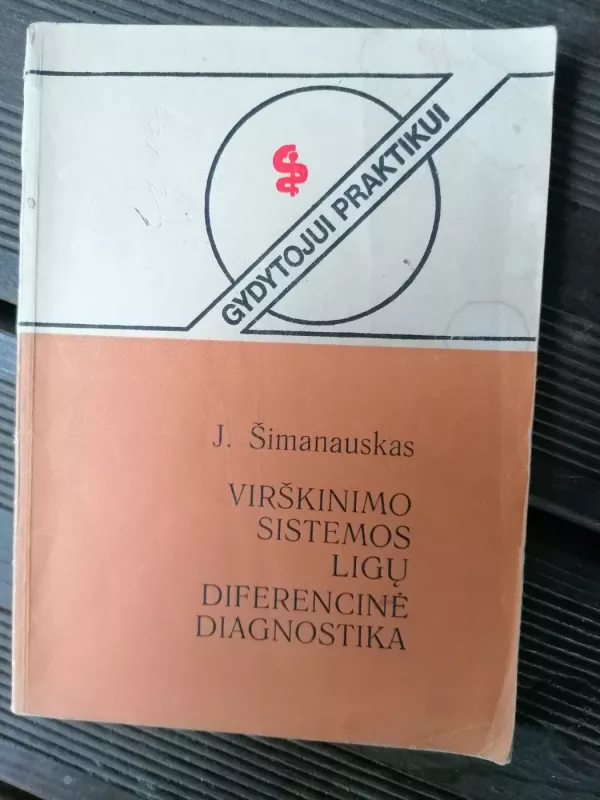 GYDYTOJUI PRAKTIKUI
J. Šimanauskas
VIRŠKINIMO
SISTEMOS
LIGŲ
DIFERENCINĖ
DIAGNOSTIKA